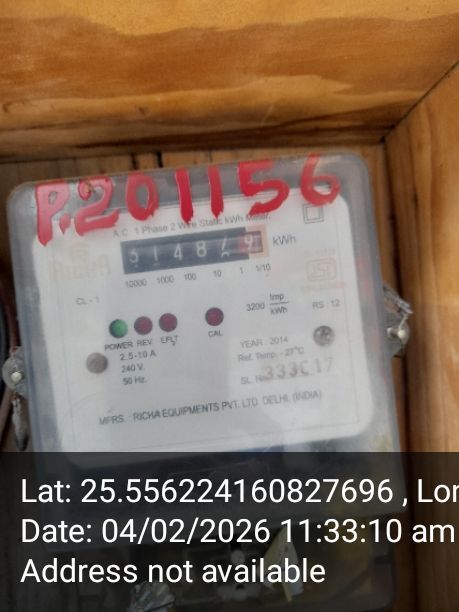 P.201156
A.C. 1 Phase 2 Wire Static kWh Meter.
kWh
10000 1000 100 10 1 1/10
CL - 1
3200 Imp/kWh
RS : 12
POWER REV EFLT CAL
2.5-10 A
240 V.
50 Hz.
YEAR : 2014
Ref. Temp. - 27°C
SL. No.
MFRS. : RICHA EQUIPMENTS PVT. LTD. DELHI, (INDIA)
Lat: 25.556224160827696 , Lon
Date: 04/02/2026 11:33:10 am
Address not available